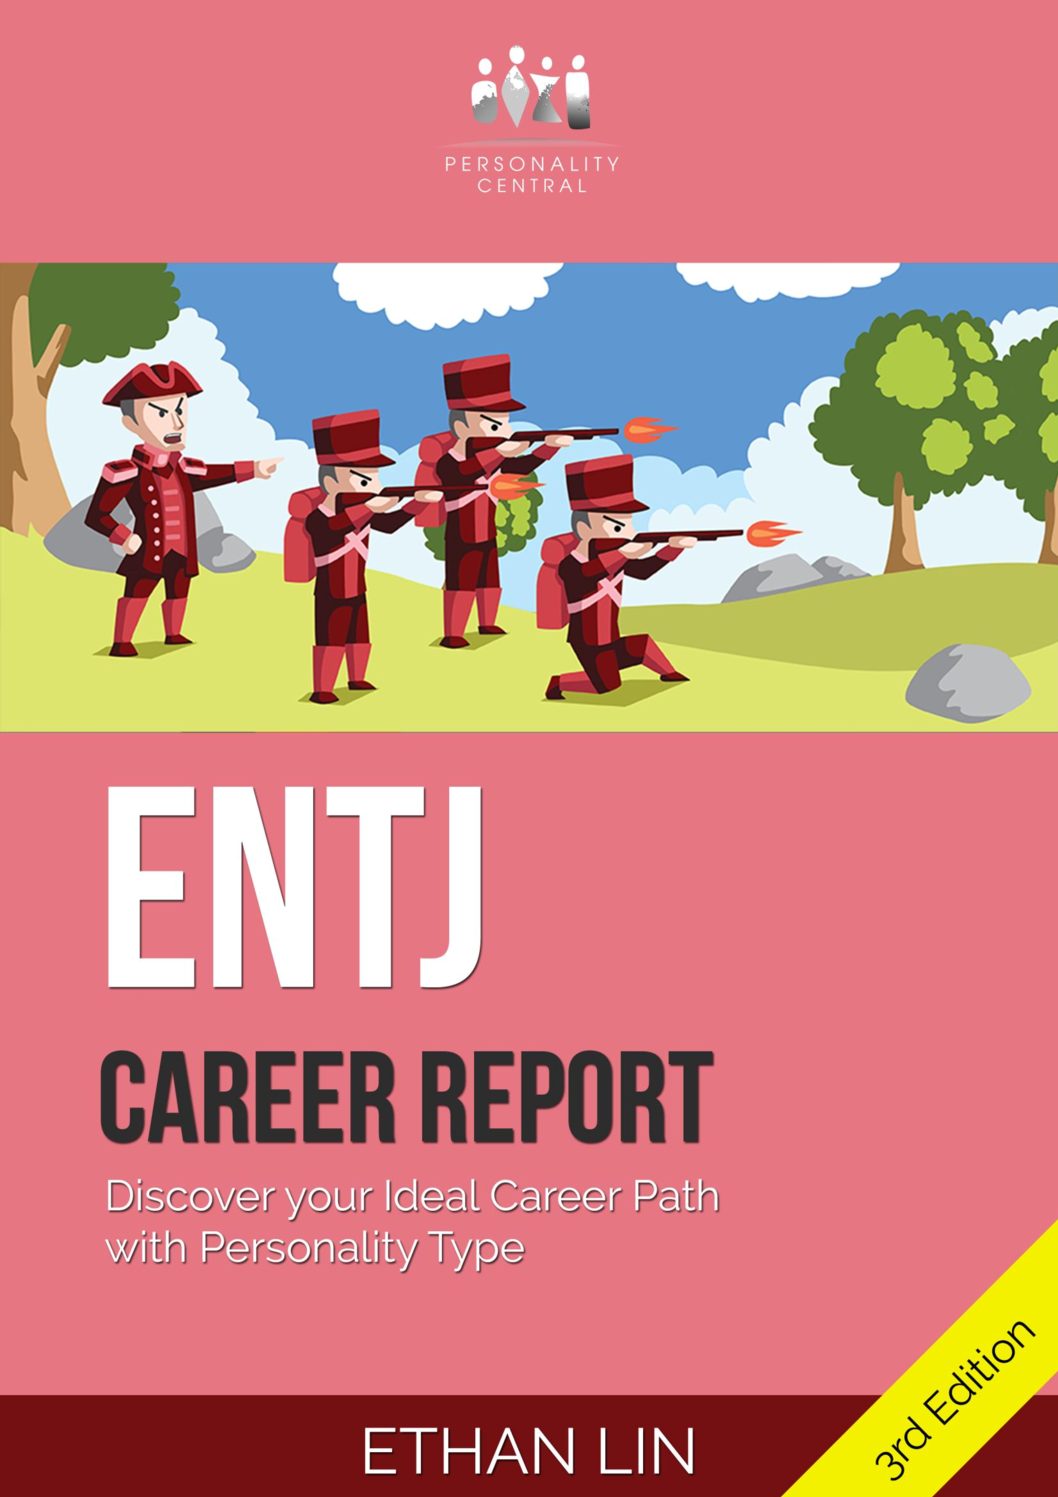 PERSONALITY
CENTRAL
ENTJ
CAREER REPORT
Discover your Ideal Career Path
with Personality Type
3rd Edition
ETHAN LIN